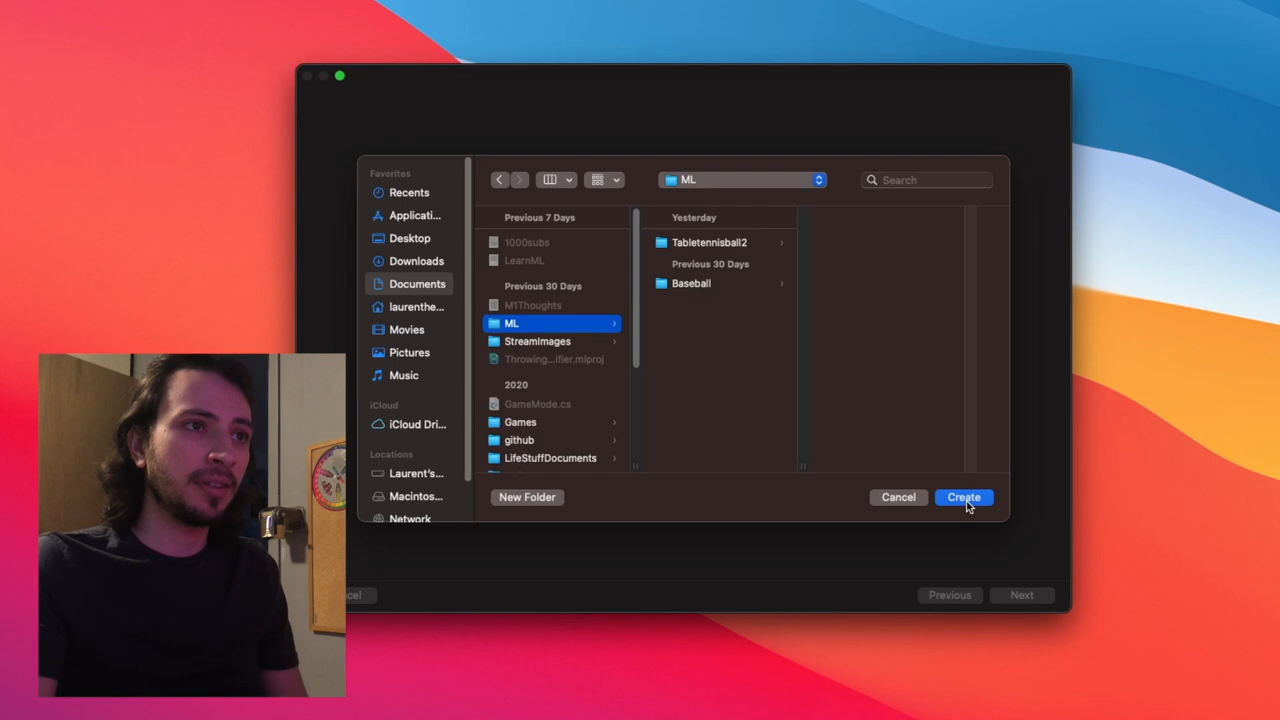 Favorites
Recents
Applicati...
Desktop
Downloads
Documents
laurenthe...
Movies
Pictures
Music
iCloud
iCloud Dri...
Locations
Laurent's...
Macintos...
Network
ML
Search
Previous 7 Days
1000subs
LearnML
Previous 30 Days
M1Thoughts
ML
StreamImages
Throwing...ifier.mlproj
2020
GameMode.cs
Games
github
LifeStuffDocuments
Yesterday
Tabletennisball2
Previous 30 Days
Baseball
New Folder
Cancel
Create
cel
Previous
Next